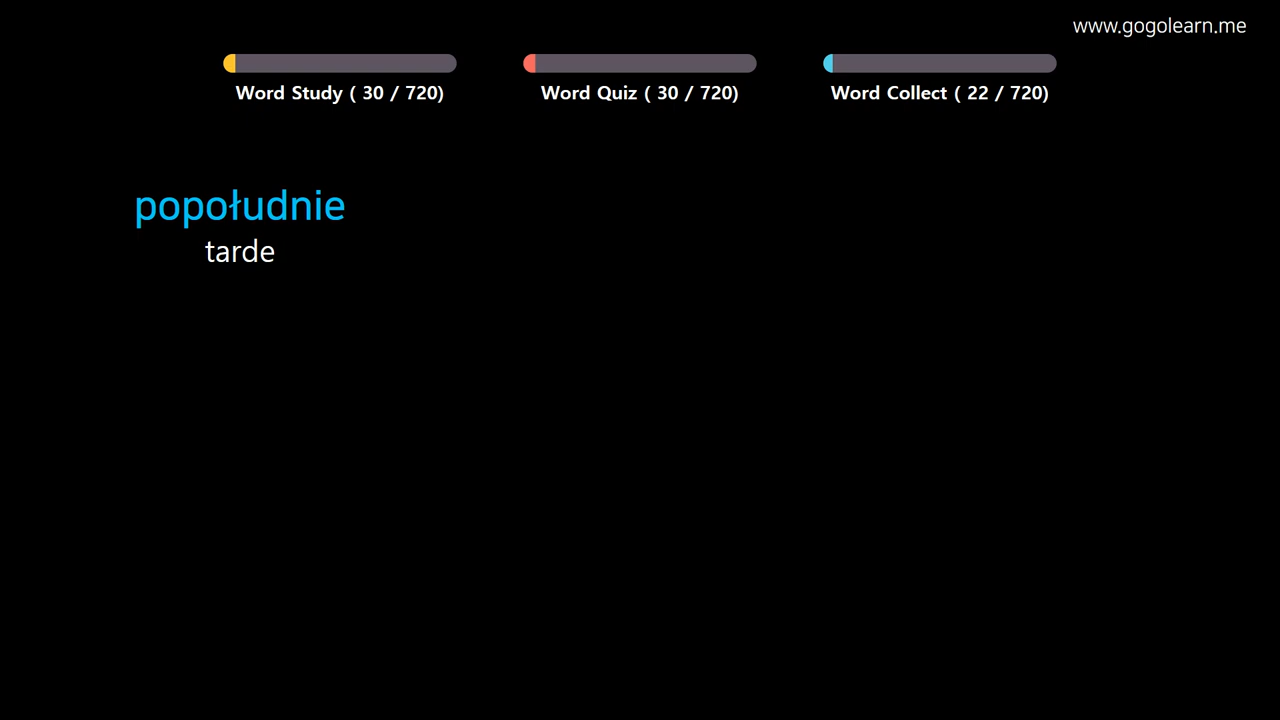 www.gogolearn.me
Word Study ( 30 / 720)
Word Quiz ( 30 / 720)
Word Collect ( 22 / 720)
popołudnie
tarde